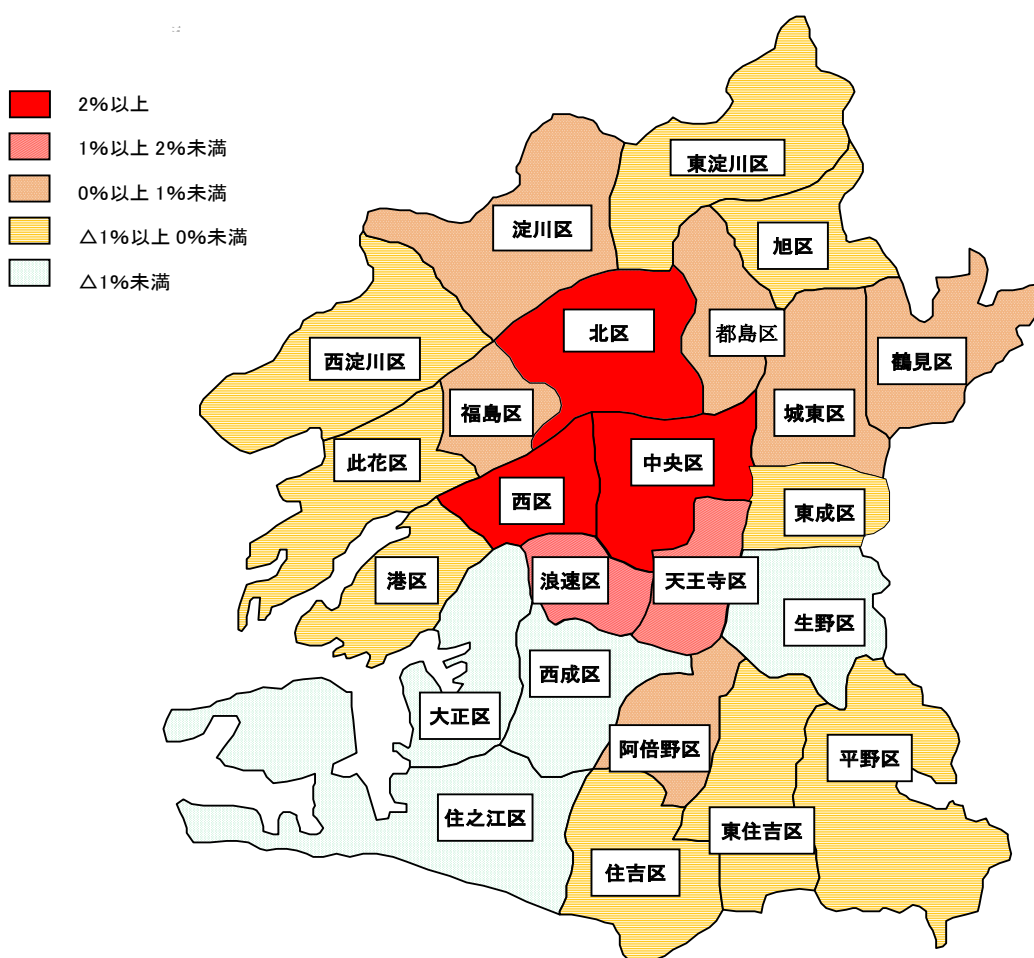 2%以上
1%以上 2%未満
0%以上 1%未満
△1%以上 0%未満
△1%未満
東淀川区
淀川区
旭区
北区
都島区
西淀川区
鶴見区
福島区
城東区
此花区
中央区
西区
東成区
港区
浪速区
天王寺区
生野区
西成区
大正区
阿倍野区
平野区
住之江区
東住吉区
住吉区